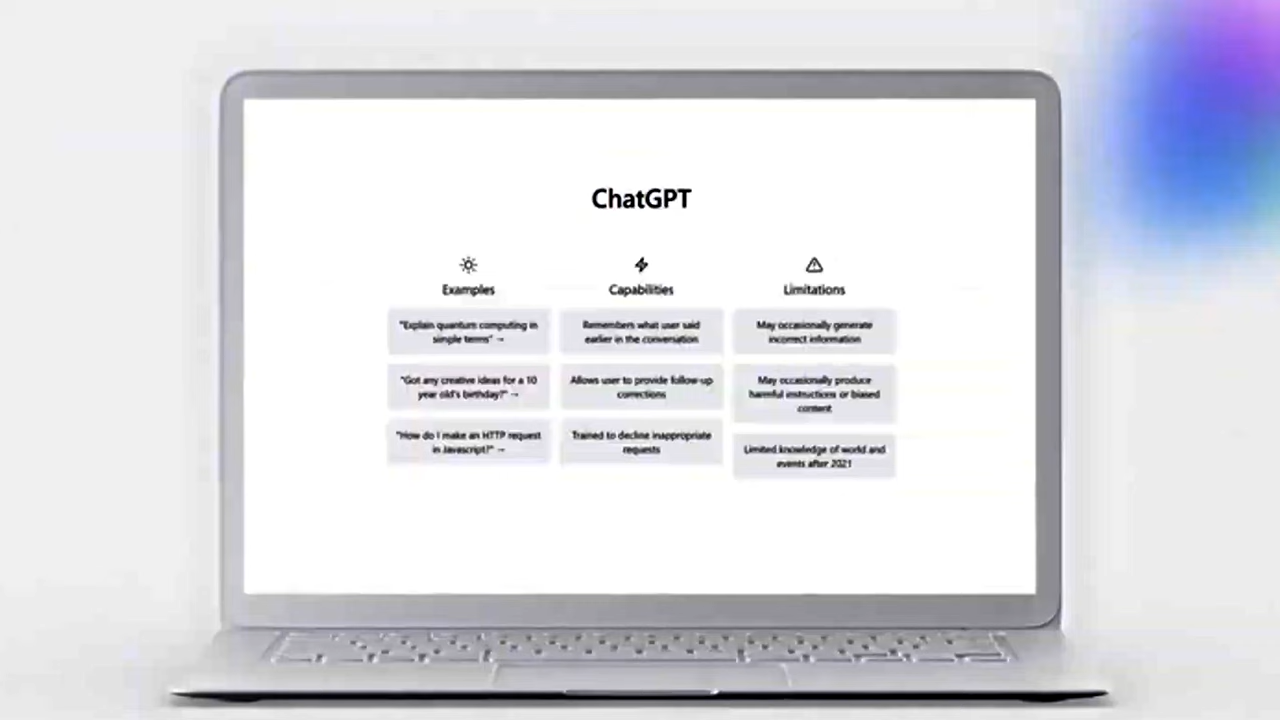 ChatGPT
Examples
Capabilities
Limitations
"Explain quantum computing in
simple terms" →
"Got any creative ideas for a 10
year old's birthday?" →
"How do I make an HTTP request
in Javascript?" →
Remembers what user said
earlier in the conversation
Allows user to provide follow-up
corrections
Trained to decline inappropriate
requests
May occasionally generate
incorrect information
May occasionally produce
harmful instructions or biased
content
Limited knowledge of world and
events after 2021